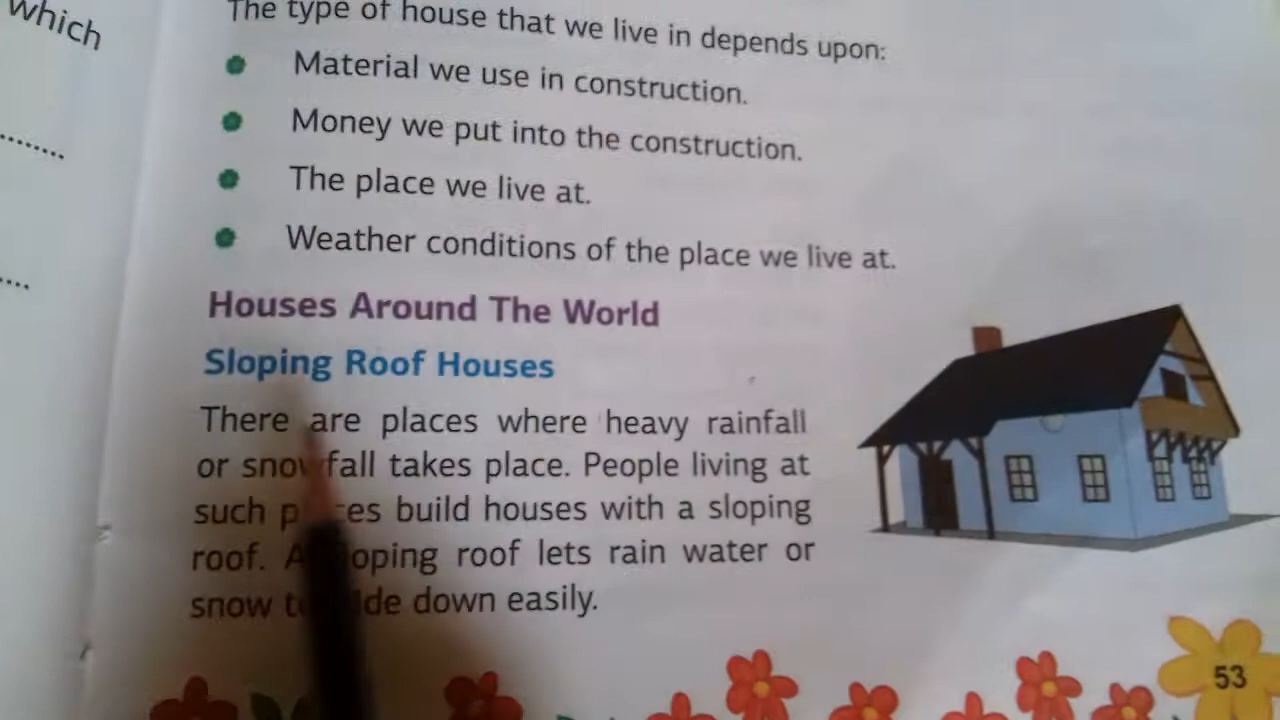 which
The type of house that we live in depends upon:
Material we use in construction.
Money we put into the construction.
The place we live at.
Weather conditions of the place we live at.
Houses Around The World
Sloping Roof Houses
There are places where heavy rainfall
or snowfall takes place. People living at
such places build houses with a sloping
roof. A sloping roof lets rain water or
snow to slide down easily.
53